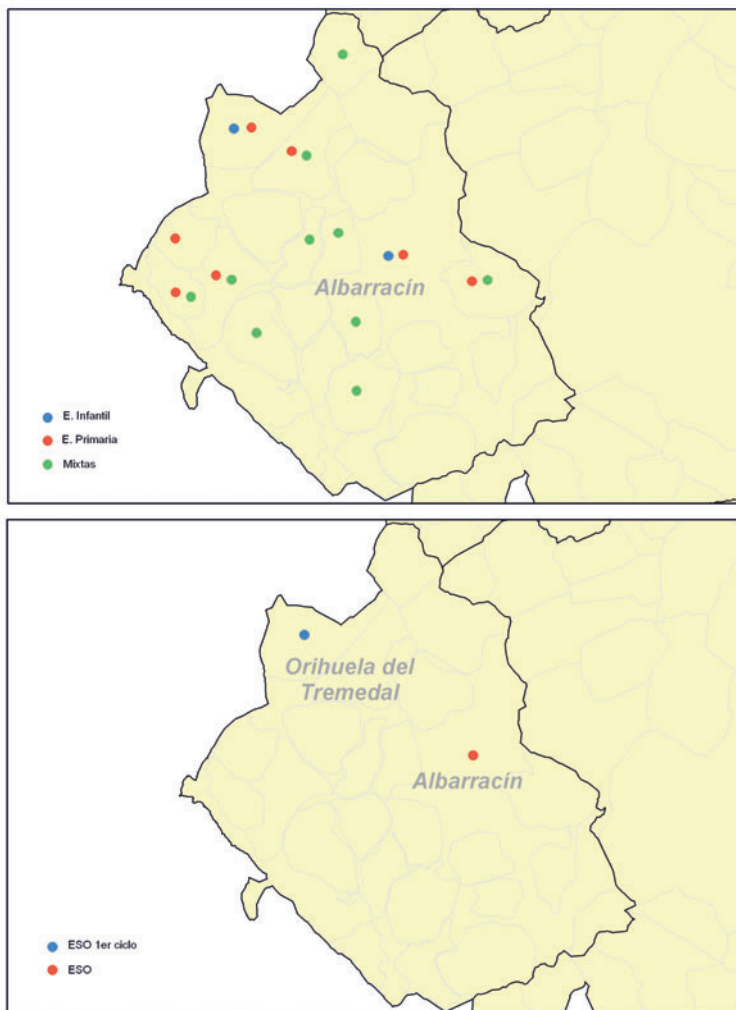 Albarracín
E. Infantil
E. Primaria
Mixtas
Orihuela del
Tremedal
Albarracín
ESO 1er ciclo
ESO